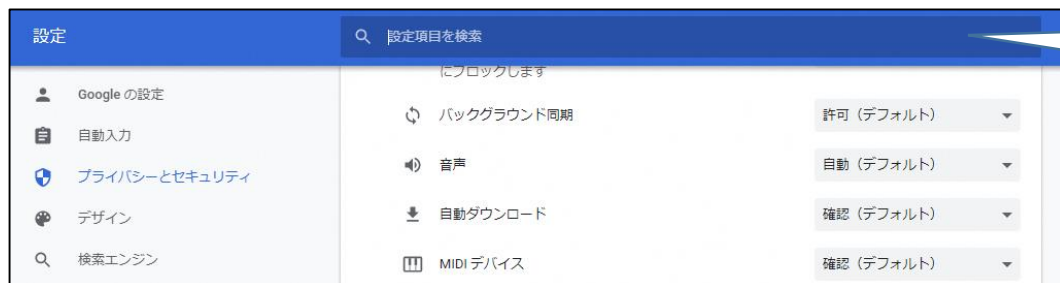 設定
設定項目を検索
Google の設定
自動入力
プライバシーとセキュリティ
デザイン
検索エンジン
にブロックします
バックグラウンド同期
許可（デフォルト）
音声
自動（デフォルト）
自動ダウンロード
確認（デフォルト）
MIDI デバイス
確認（デフォルト）